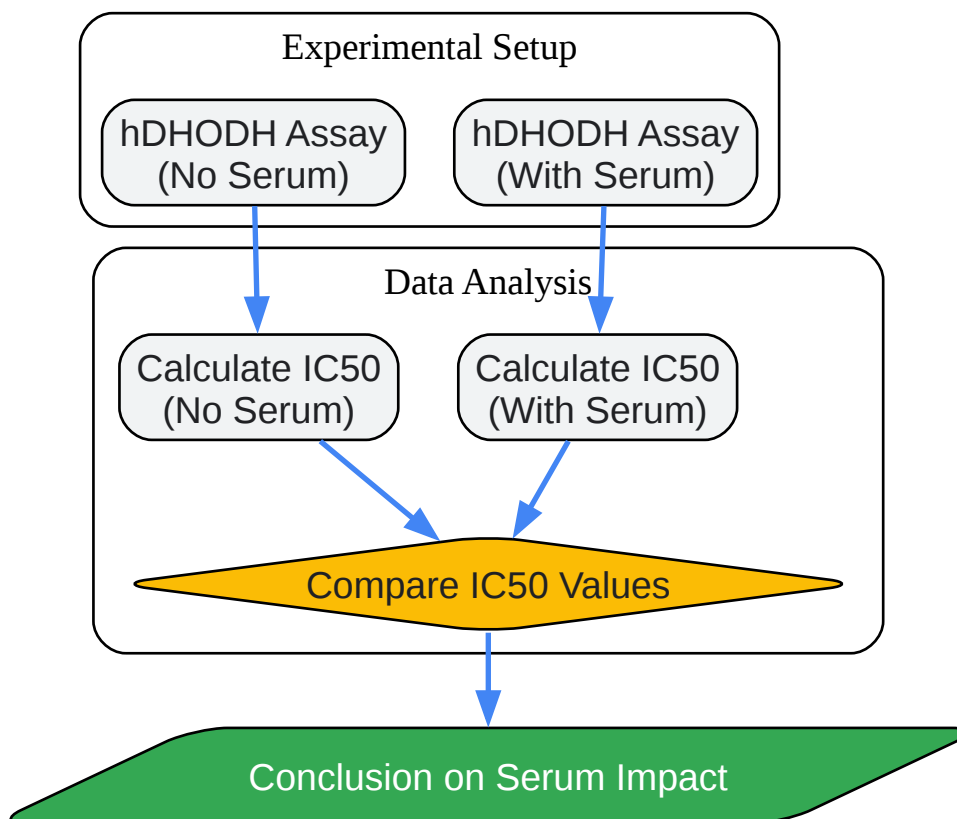 Experimental Setup
hDHODH Assay
(No Serum)
hDHODH Assay
(With Serum)
Data Analysis
Calculate IC50
(No Serum)
Calculate IC50
(With Serum)
Compare IC50 Values
Conclusion on Serum Impact